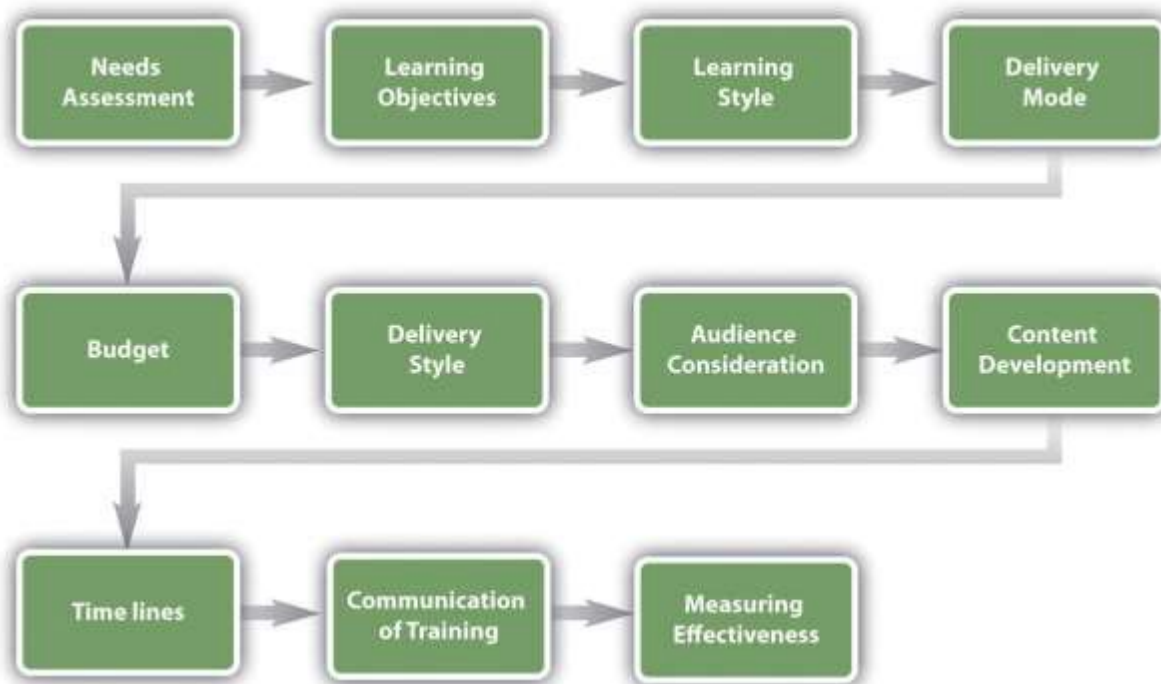 Needs
Assessment
Learning
Objectives
Learning
Style
Delivery
Mode
Budget
Delivery
Style
Audience
Consideration
Content
Development
Time lines
Communication
of Training
Measuring
Effectiveness